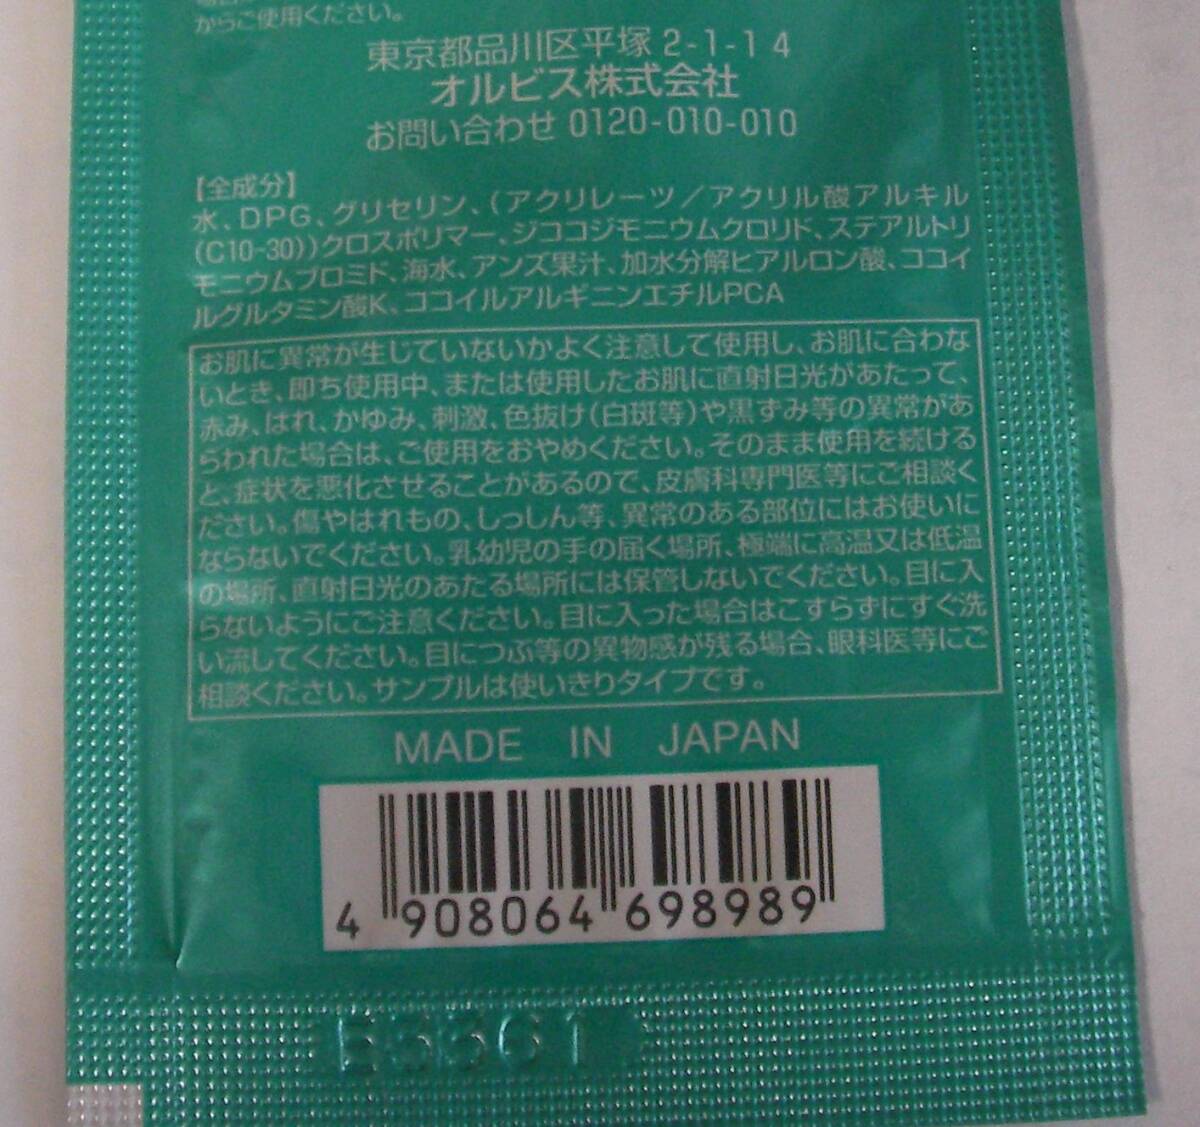 からご使用ください。
東京都品川区平塚2-1-14
オルビス株式会社
お問い合わせ 0120-010-010
【全成分】
水、DPG、グリセリン、(アクリレーツ/アクリル酸アルキル
(C10-30))クロスポリマー、ジココジモニウムクロリド、ステアルトリ
モニウムブロミド、海水、アンズ果汁、加水分解ヒアルロン酸、ココイ
ルグルタミン酸K、ココイルアルギニンエチルPCA
お肌に異常が生じていないかよく注意して使用し、お肌に合わな
いとき、即ち使用中、または使用したお肌に直射日光があたって、
赤み、はれ、かゆみ、刺激、色抜け(白斑等)や黒ずみ等の異常があ
らわれた場合は、ご使用をおやめください。そのまま使用を続ける
と、症状を悪化させることがあるので、皮膚科専門医等にご相談く
ださい。傷やはれもの、しっしん等、異常のある部位にはお使いに
ならないでください。乳幼児の手の届く場所、極端に高温又は低温
の場所、直射日光のあたる場所には保管しないでください。目に入
らないようにご注意ください。目に入った場合はこすらずにすぐ洗
い流してください。目につぶ等の異物感が残る場合、眼科医等にご
相談ください。サンプルは使いきりタイプです。
MADE IN JAPAN
4 908064 698989